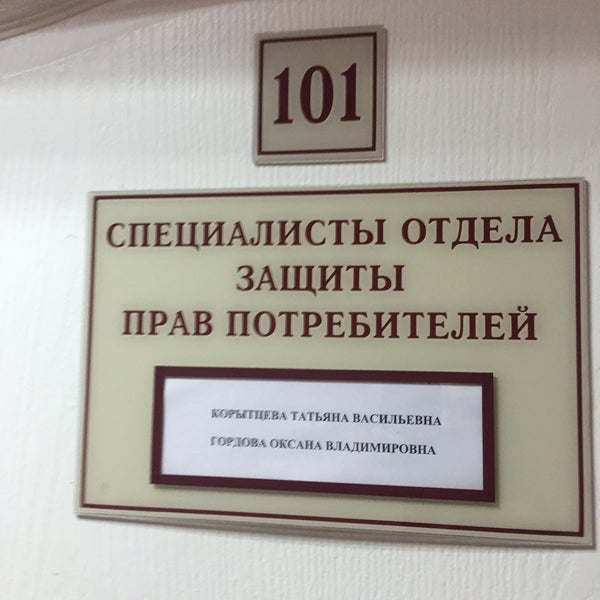 101
СПЕЦИАЛИСТЫ ОТДЕЛА
ЗАЩИТЫ
ПРАВ ПОТРЕБИТЕЛЕЙ
КОРЫТЦЕВА ТАТЬЯНА ВАСИЛЬЕВНА
ГОРДОВА ОКСАНА ВЛАДИМИРОВНА